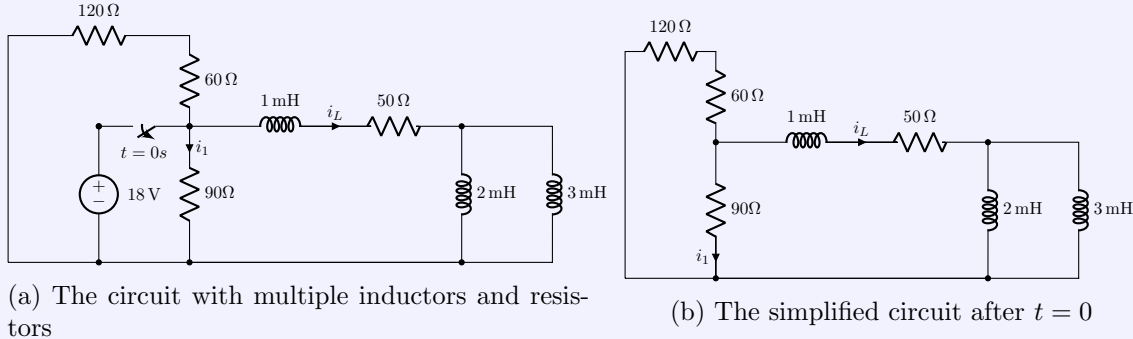 120 Ω
60 Ω
1 mH
i_L
50 Ω
t = 0s
i_1
+
−
18 V
90Ω
2 mH
3 mH
(a) The circuit with multiple inductors and resis-
tors
120 Ω
60 Ω
1 mH
i_L
50 Ω
90Ω
i_1
2 mH
3 mH
(b) The simplified circuit after t = 0